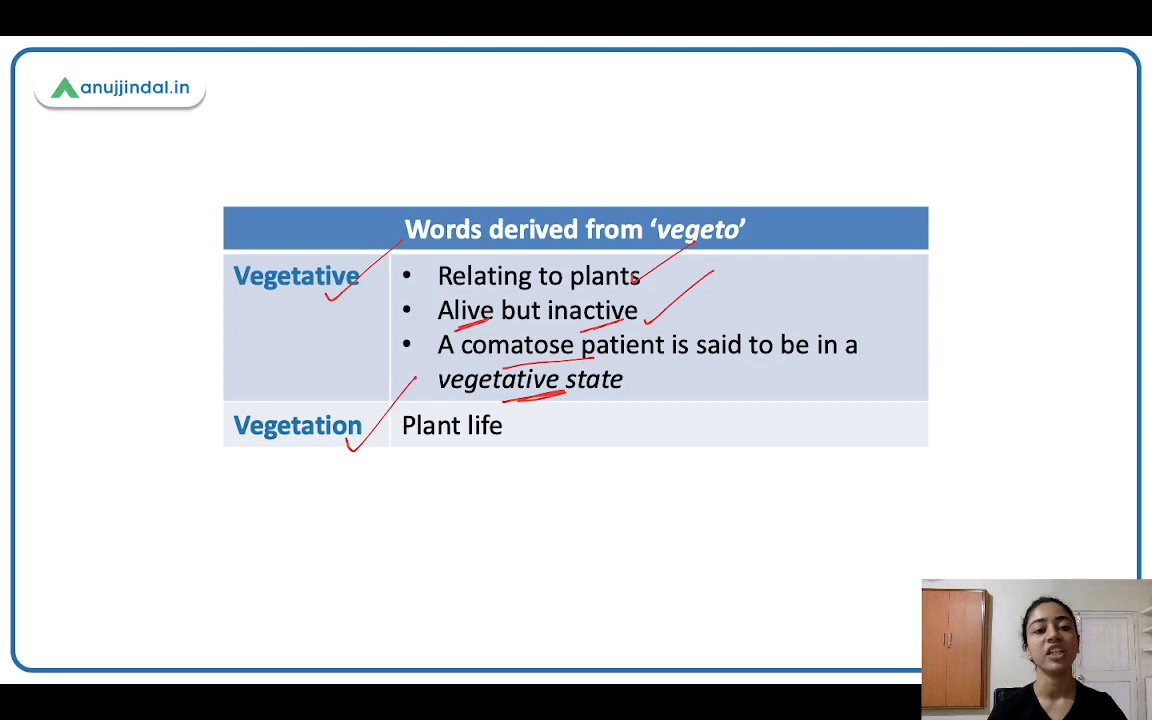 anujjindal.in
Words derived from ‘vegeto’
Vegetative
• Relating to plants
• Alive but inactive
• A comatose patient is said to be in a
vegetative state
Vegetation
Plant life